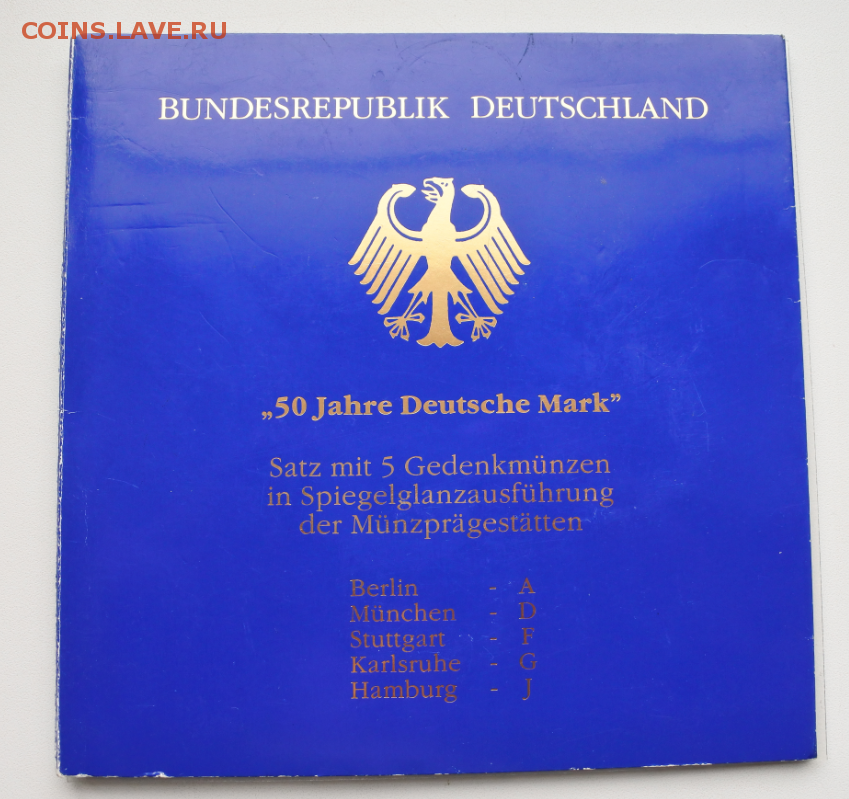 COINS.LAVE.RU
BUNDESREPUBLIK DEUTSCHLAND
„50 Jahre Deutsche Mark”
Satz mit 5 Gedenkmünzen
in Spiegelglanzausführung
der Münzprägestätten
Berlin - A
München - D
Stuttgart - F
Karlsruhe - G
Hamburg - J